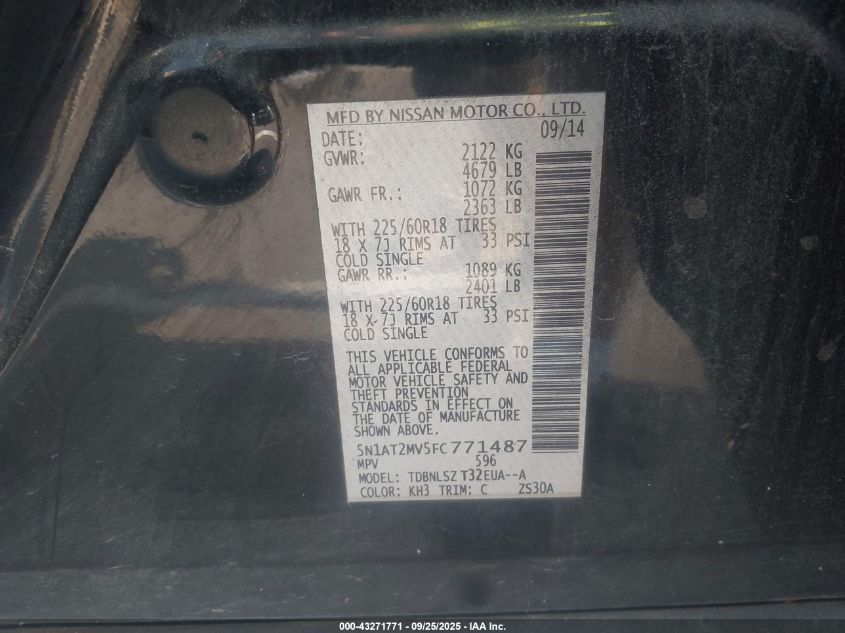 MFD BY NISSAN MOTOR CO., LTD.
DATE: 09/14
GVWR: 2122 KG
4679 LB
GAWR FR.: 1072 KG
2363 LB
WITH 225/60R18 TIRES
18 X 7J RIMS AT 33 PSI
COLD SINGLE
GAWR RR.: 1089 KG
2401 LB
WITH 225/60R18 TIRES
18 X 7J RIMS AT 33 PSI
COLD SINGLE
THIS VEHICLE CONFORMS TO
ALL APPLICABLE FEDERAL
MOTOR VEHICLE SAFETY AND
THEFT PREVENTION
STANDARDS IN EFFECT ON
THE DATE OF MANUFACTURE
SHOWN ABOVE.
5N1AT2MV5FC771487
MPV 596
MODEL: TDBNLSZ T32EUA--A
COLOR: KH3 TRIM: C ZS30A
000-43271771 - 09/25/2025 - IAA Inc.